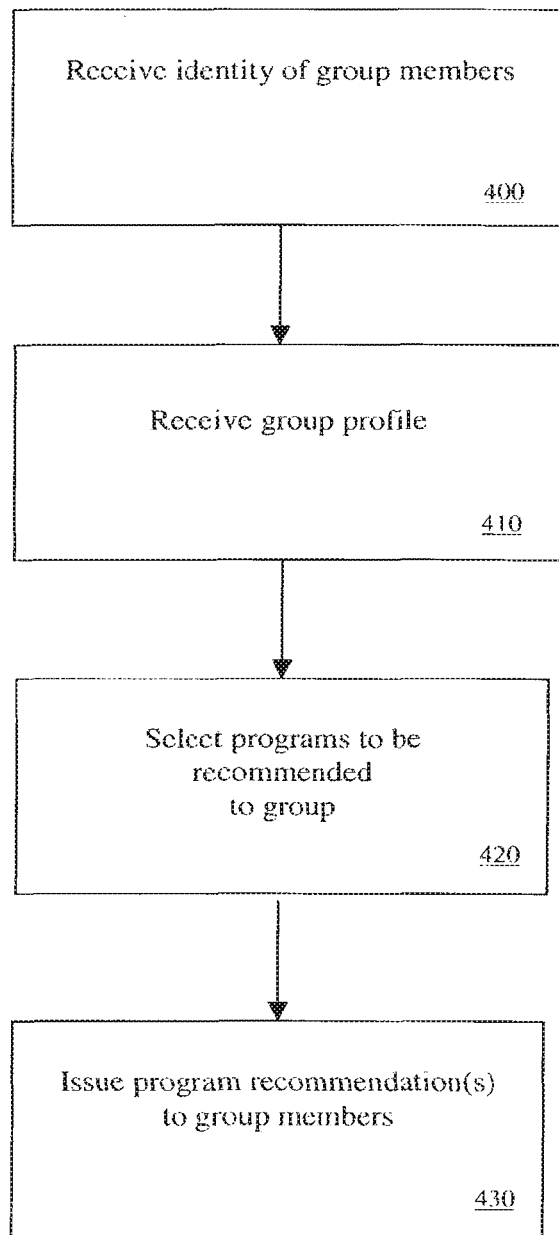 Receive identity of group members
400
Receive group profile
410
Select programs to be
recommended
to group
420
Issue program recommendation(s)
to group members
430